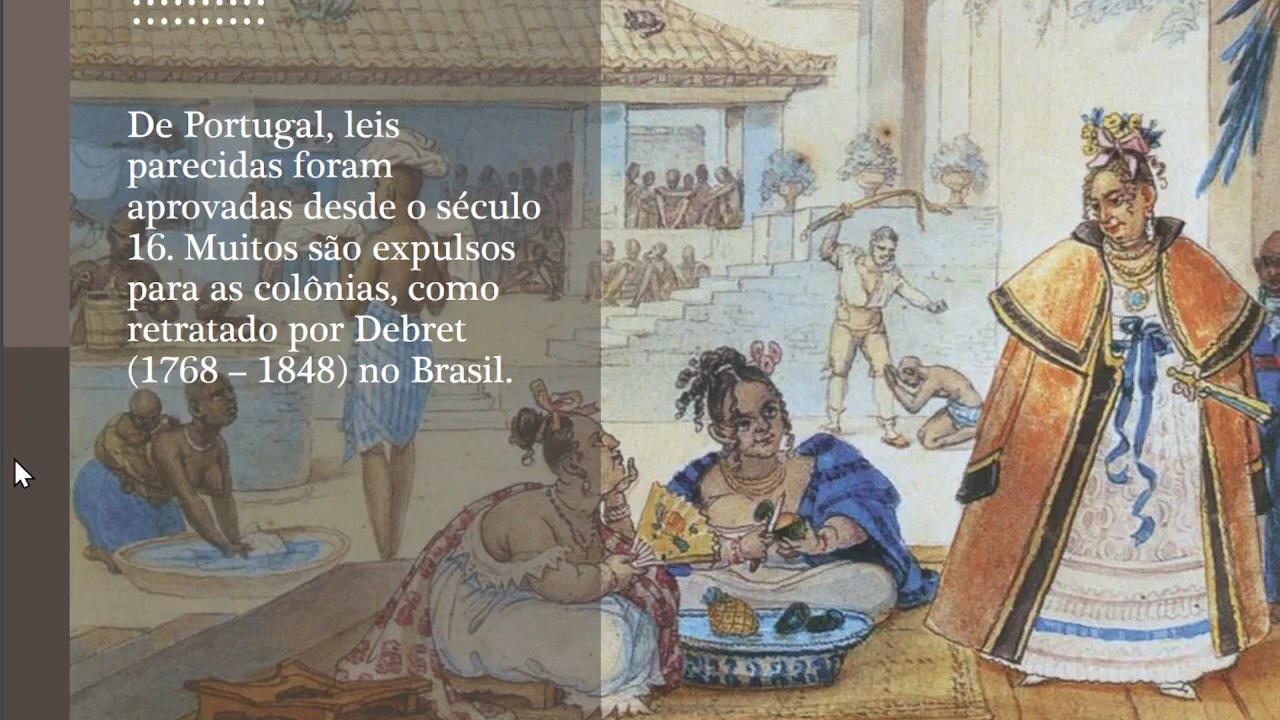 De Portugal, leis
parecidas foram
aprovadas desde o século
16. Muitos são expulsos
para as colônias, como
retratado por Debret
(1768 – 1848) no Brasil.